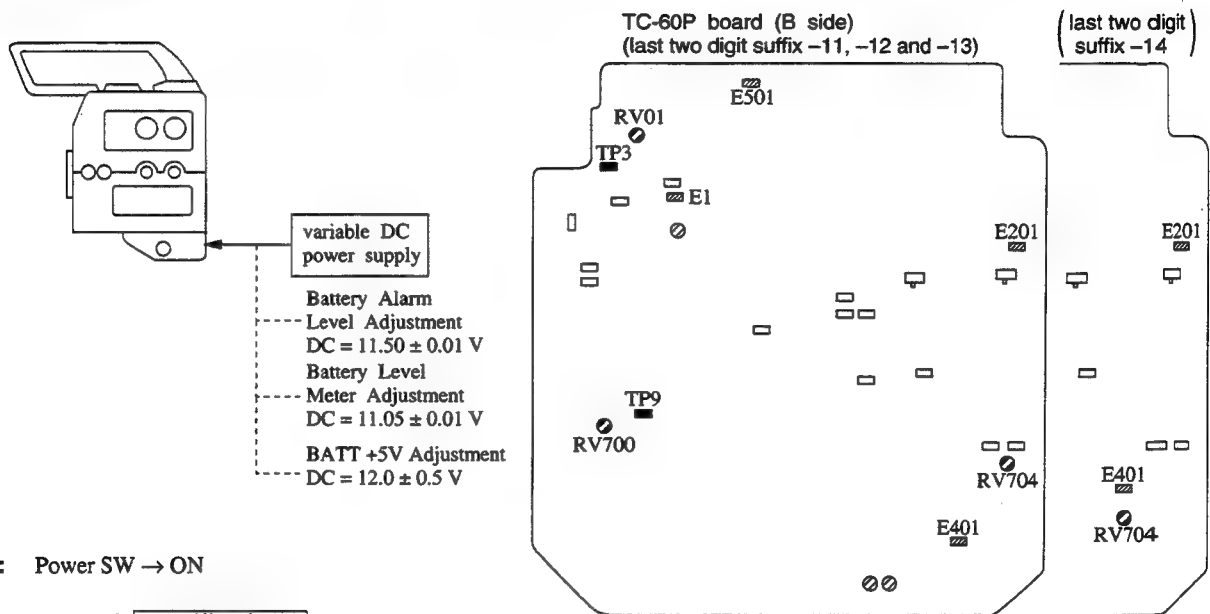 TC-60P board (B side)
(last two digit suffix –11, –12 and –13)
(last two digit
suffix –14)
E501
RV01
TP3
E1
E201
E201
variable DC
power supply
Battery Alarm
Level Adjustment
DC = 11.50 ± 0.01 V
Battery Level
Meter Adjustment
DC = 11.05 ± 0.01 V
BATT +5V Adjustment
DC = 12.0 ± 0.5 V
TP9
RV700
RV704
E401
E401
RV704
: Power SW → ON